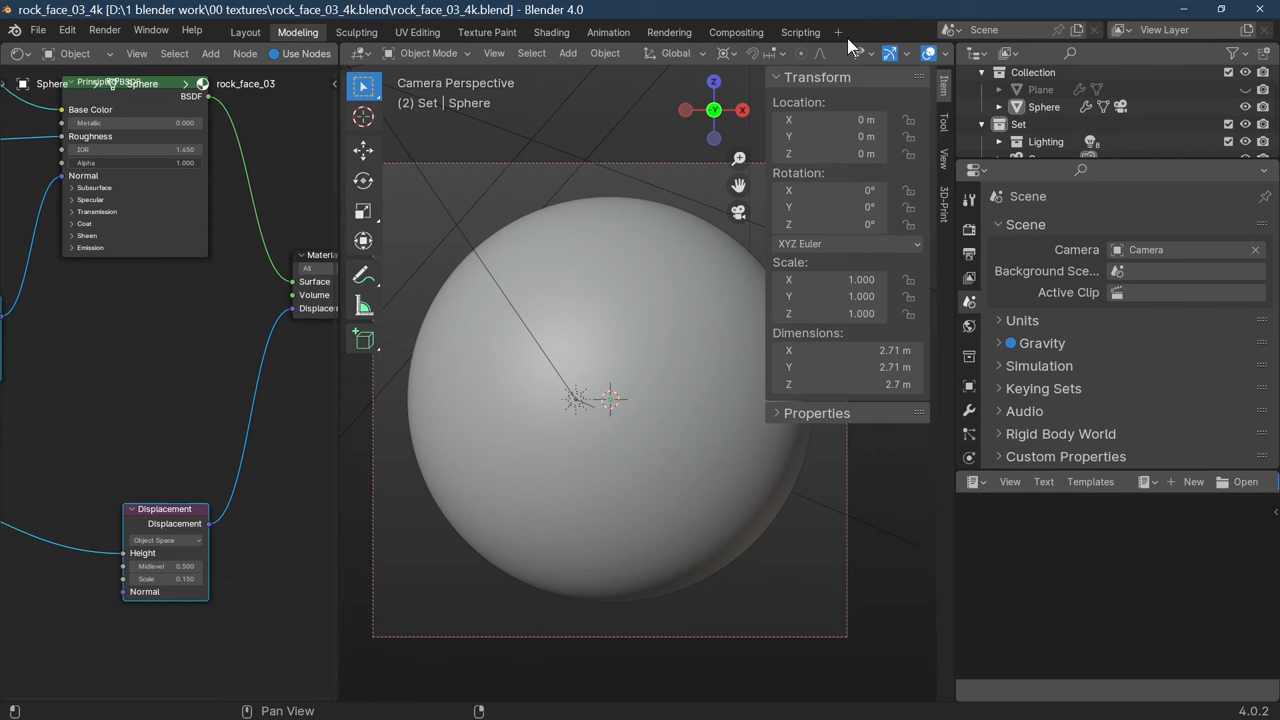 rock_face_03_4k [D:\1 blender work\00 textures\rock_face_03_4k.blend\rock_face_03_4k.blend] - Blender 4.0
File Edit Render Window Help Layout Modeling Sculpting UV Editing Texture Paint Shading Animation Rendering Compositing Scripting + Scene View Layer
Object View Select Add Node Use Nodes
Object Mode View Select Add Object Global
Sphere > Sphere > rock_face_03
BSDF
Base Color
Metallic 0.000
Roughness
IOR 1.450
Alpha 1.000
Normal
Subsurface
Specular
Transmission
Coat
Sheen
Emission
Materia
All
Surface
Volume
Displace
Displacement
Displacement
Object Space
Height
Midlevel 0.500
Scale 0.150
Normal
Camera Perspective
(2) Set | Sphere
Z
-Y
X
Transform
Location:
X 0 m
Y 0 m
Z 0 m
Rotation:
X 0°
Y 0°
Z 0°
XYZ Euler
Scale:
X 1.000
Y 1.000
Z 1.000
Dimensions:
X 2.71 m
Y 2.71 m
Z 2.7 m
Properties
Item
Tool
View
3D-Print
Collection
Plane
Sphere
Set
Lighting 8
Scene
Scene
Camera Camera
Background Sce...
Active Clip
Units
Gravity
Simulation
Keying Sets
Audio
Rigid Body World
Custom Properties
View Text Templates + New Open
Pan View
4.0.2